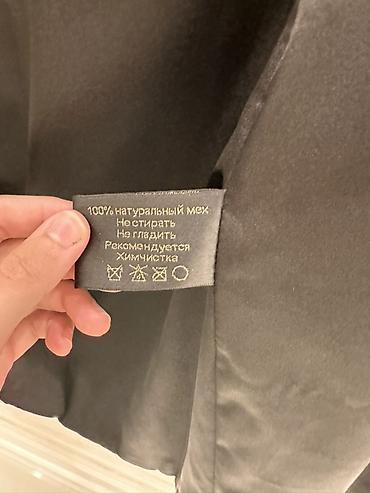 100% натуральный мех
Не стирать
Не гладить
Рекомендуется
Химчистка